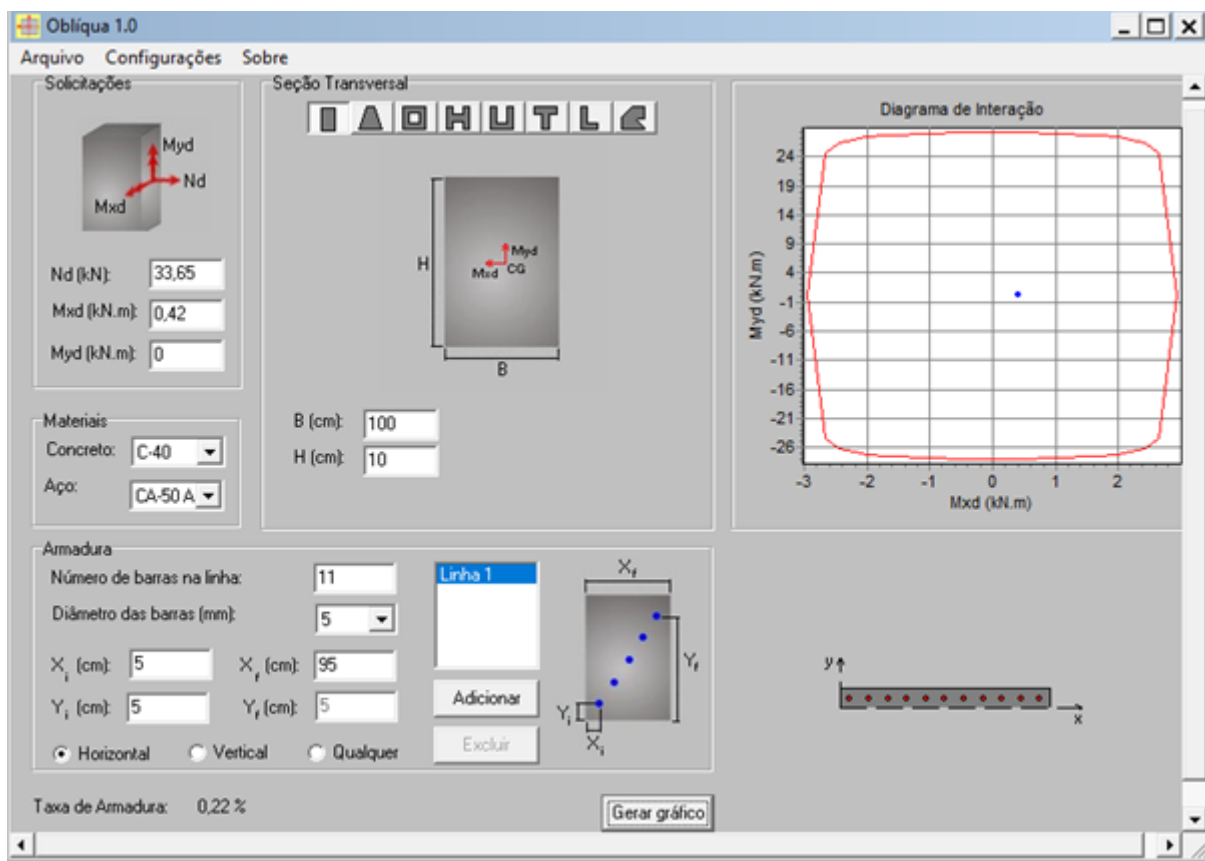 Oblíqua 1.0
Arquivo Configurações Sobre
Solicitações
Myd
Nd
Mxd
Nd (kN): 33,65
Mxd (kN.m): 0,42
Myd (kN.m): 0
Materiais
Concreto: C-40
Aço: CA-50 A
Seção Transversal
H
Myd
Mxd CG
B
B (cm): 100
H (cm): 10
Diagrama de Interação
Myd (kN.m)
24
19
14
9
4
-1
-6
-11
-16
-21
-26
-3 -2 -1 0 1 2
Mxd (kN.m)
Armadura
Número de barras na linha: 11
Diâmetro das barras (mm): 5
Xi (cm): 5 Xf (cm): 95
Yi (cm): 5 Yf (cm): 5
Horizontal Vertical Qualquer
Linha 1
Adicionar
Excluir
Xf
Yf
Yi
Xi
y
x
Taxa de Armadura: 0,22 %
Gerar gráfico